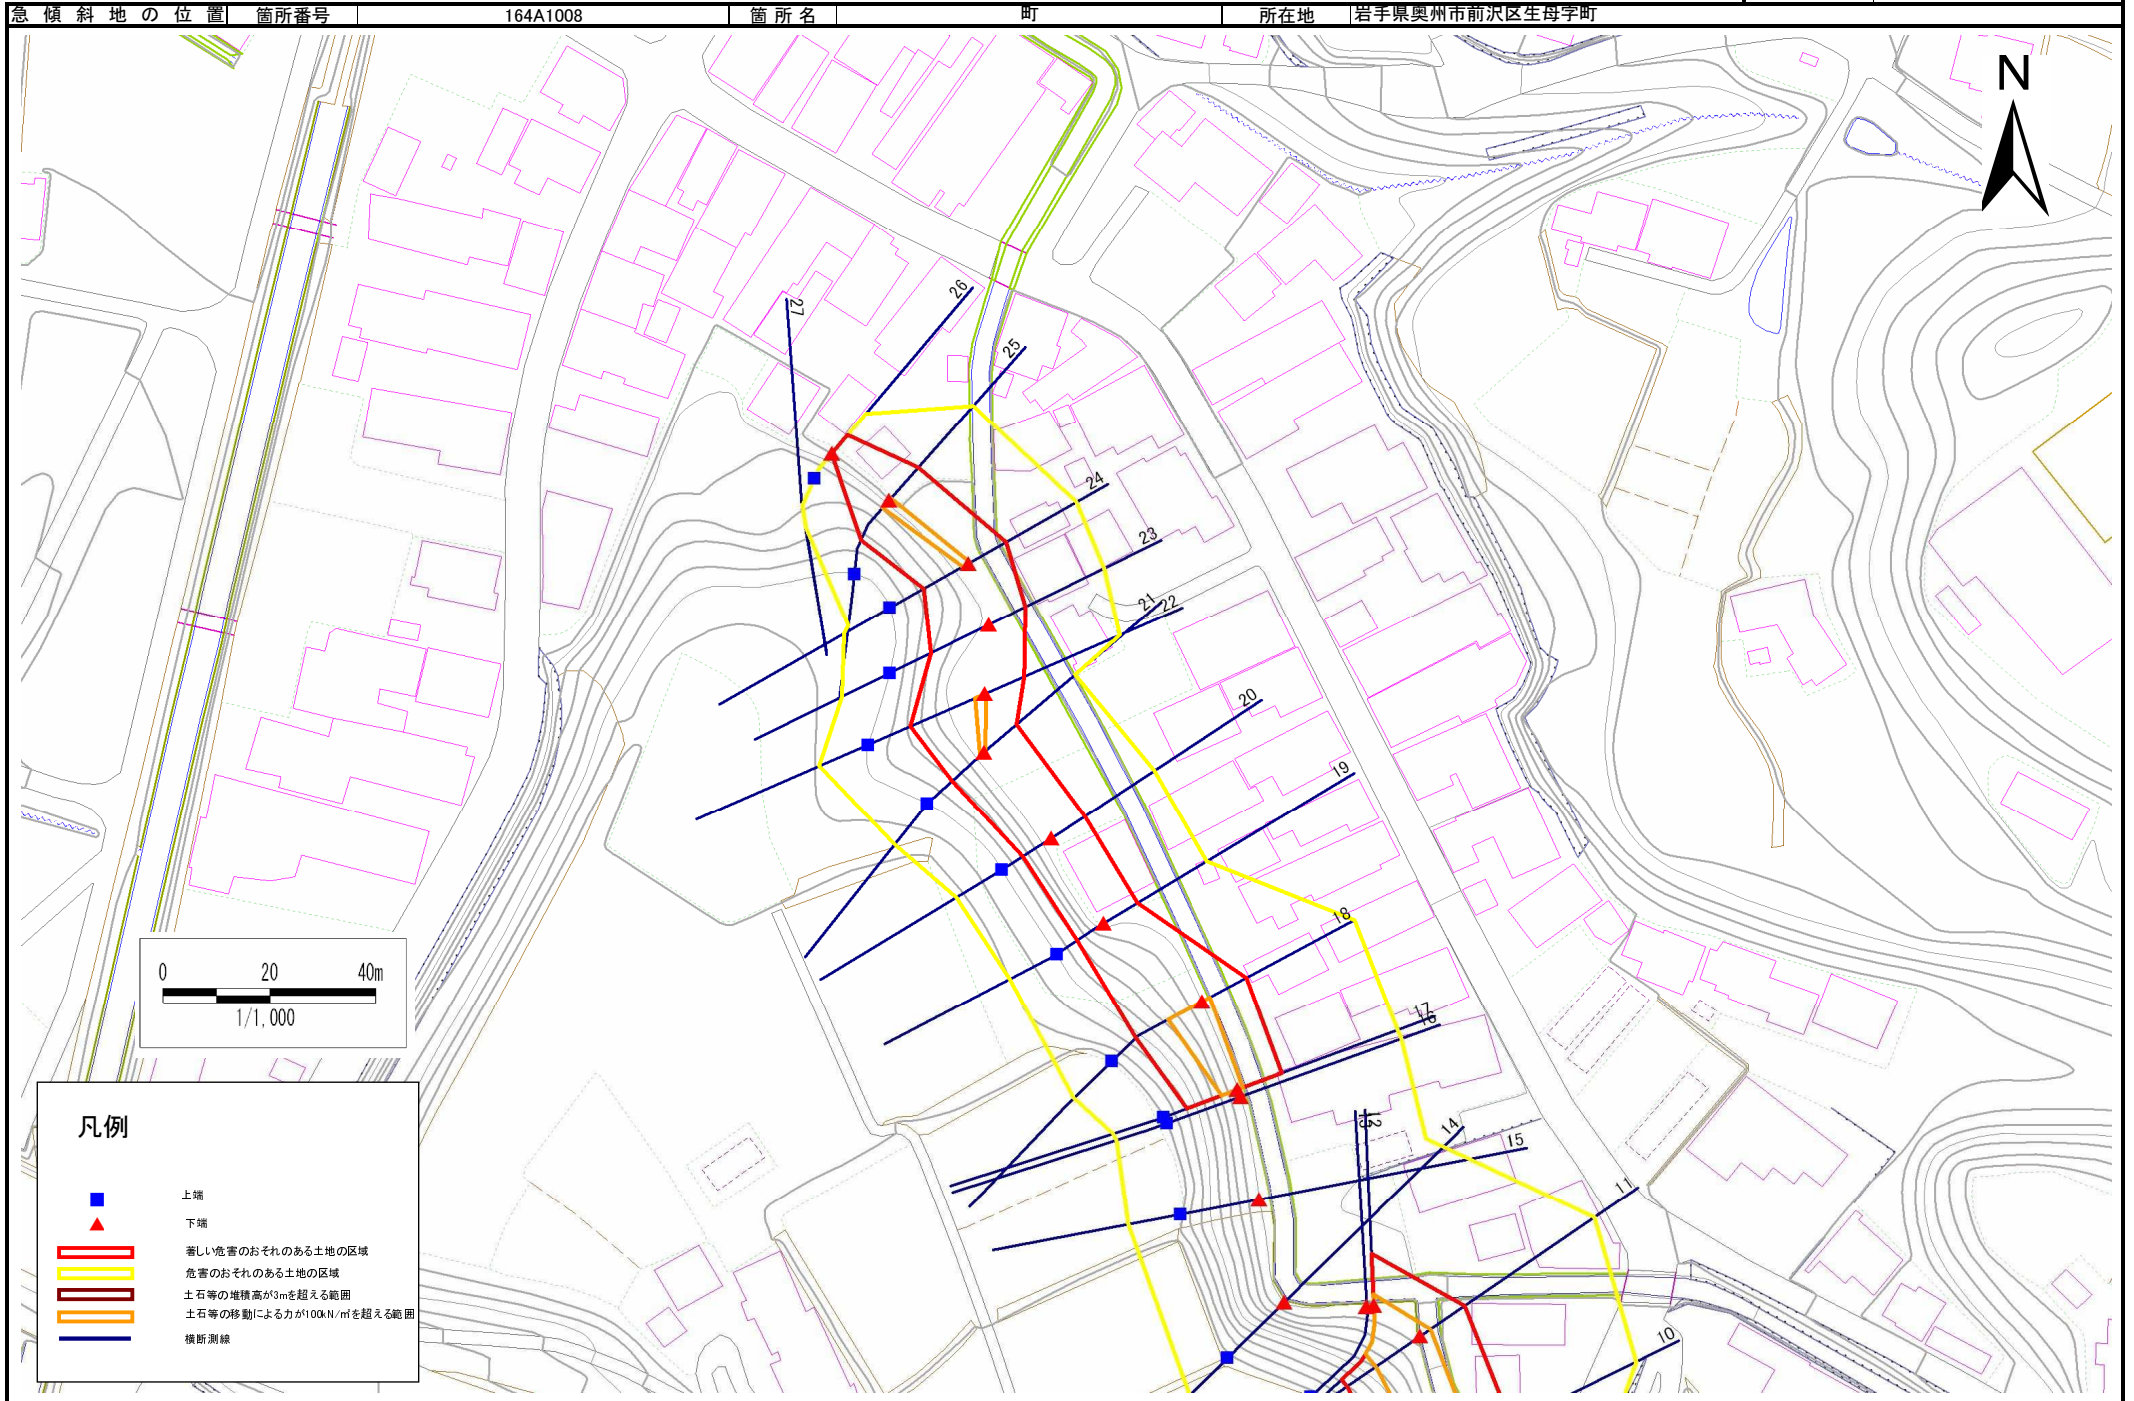 急傾斜地の位置 箇所番号 164A1008 箇所名 町 所在地 岩手県奥州市前沢区生母字町
N
27
26
25
24
23
21
22
20
19
18
17
16
13
12
14
15
11
10
0 20 40m
1/1,000
凡例
上端
下端
著しい危害のおそれのある土地の区域
危害のおそれのある土地の区域
土石等の堆積高が3mを超える範囲
土石等の移動による力が100kN/㎡を超える範囲
横断測線